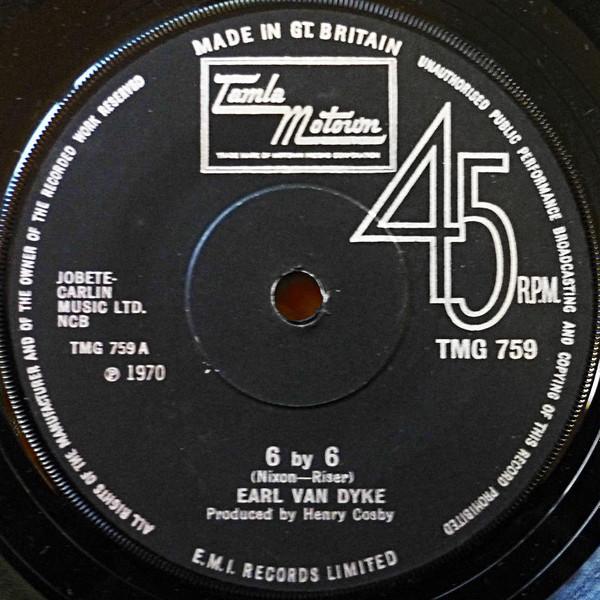 MADE IN GT. BRITAIN
UNAUTHORISED PUBLIC PERFORMANCE BROADCASTING AND COPYING OF THIS RECORD PROHIBITED
Tamla
Motown
TRADE MARK OF MOTOWN RECORD CORPORATION
45
R.P.M.
TMG 759
JOBETE-
CARLIN
MUSIC LTD.
NCB
TMG 759 A
℗ 1970
6 by 6
(Nixon—Riser)
EARL VAN DYKE
Produced by Henry Cosby
E.M.I. RECORDS LIMITED
ALL RIGHTS OF THE MANUFACTURER AND OF THE OWNER OF THE RECORDED WORK RESERVED